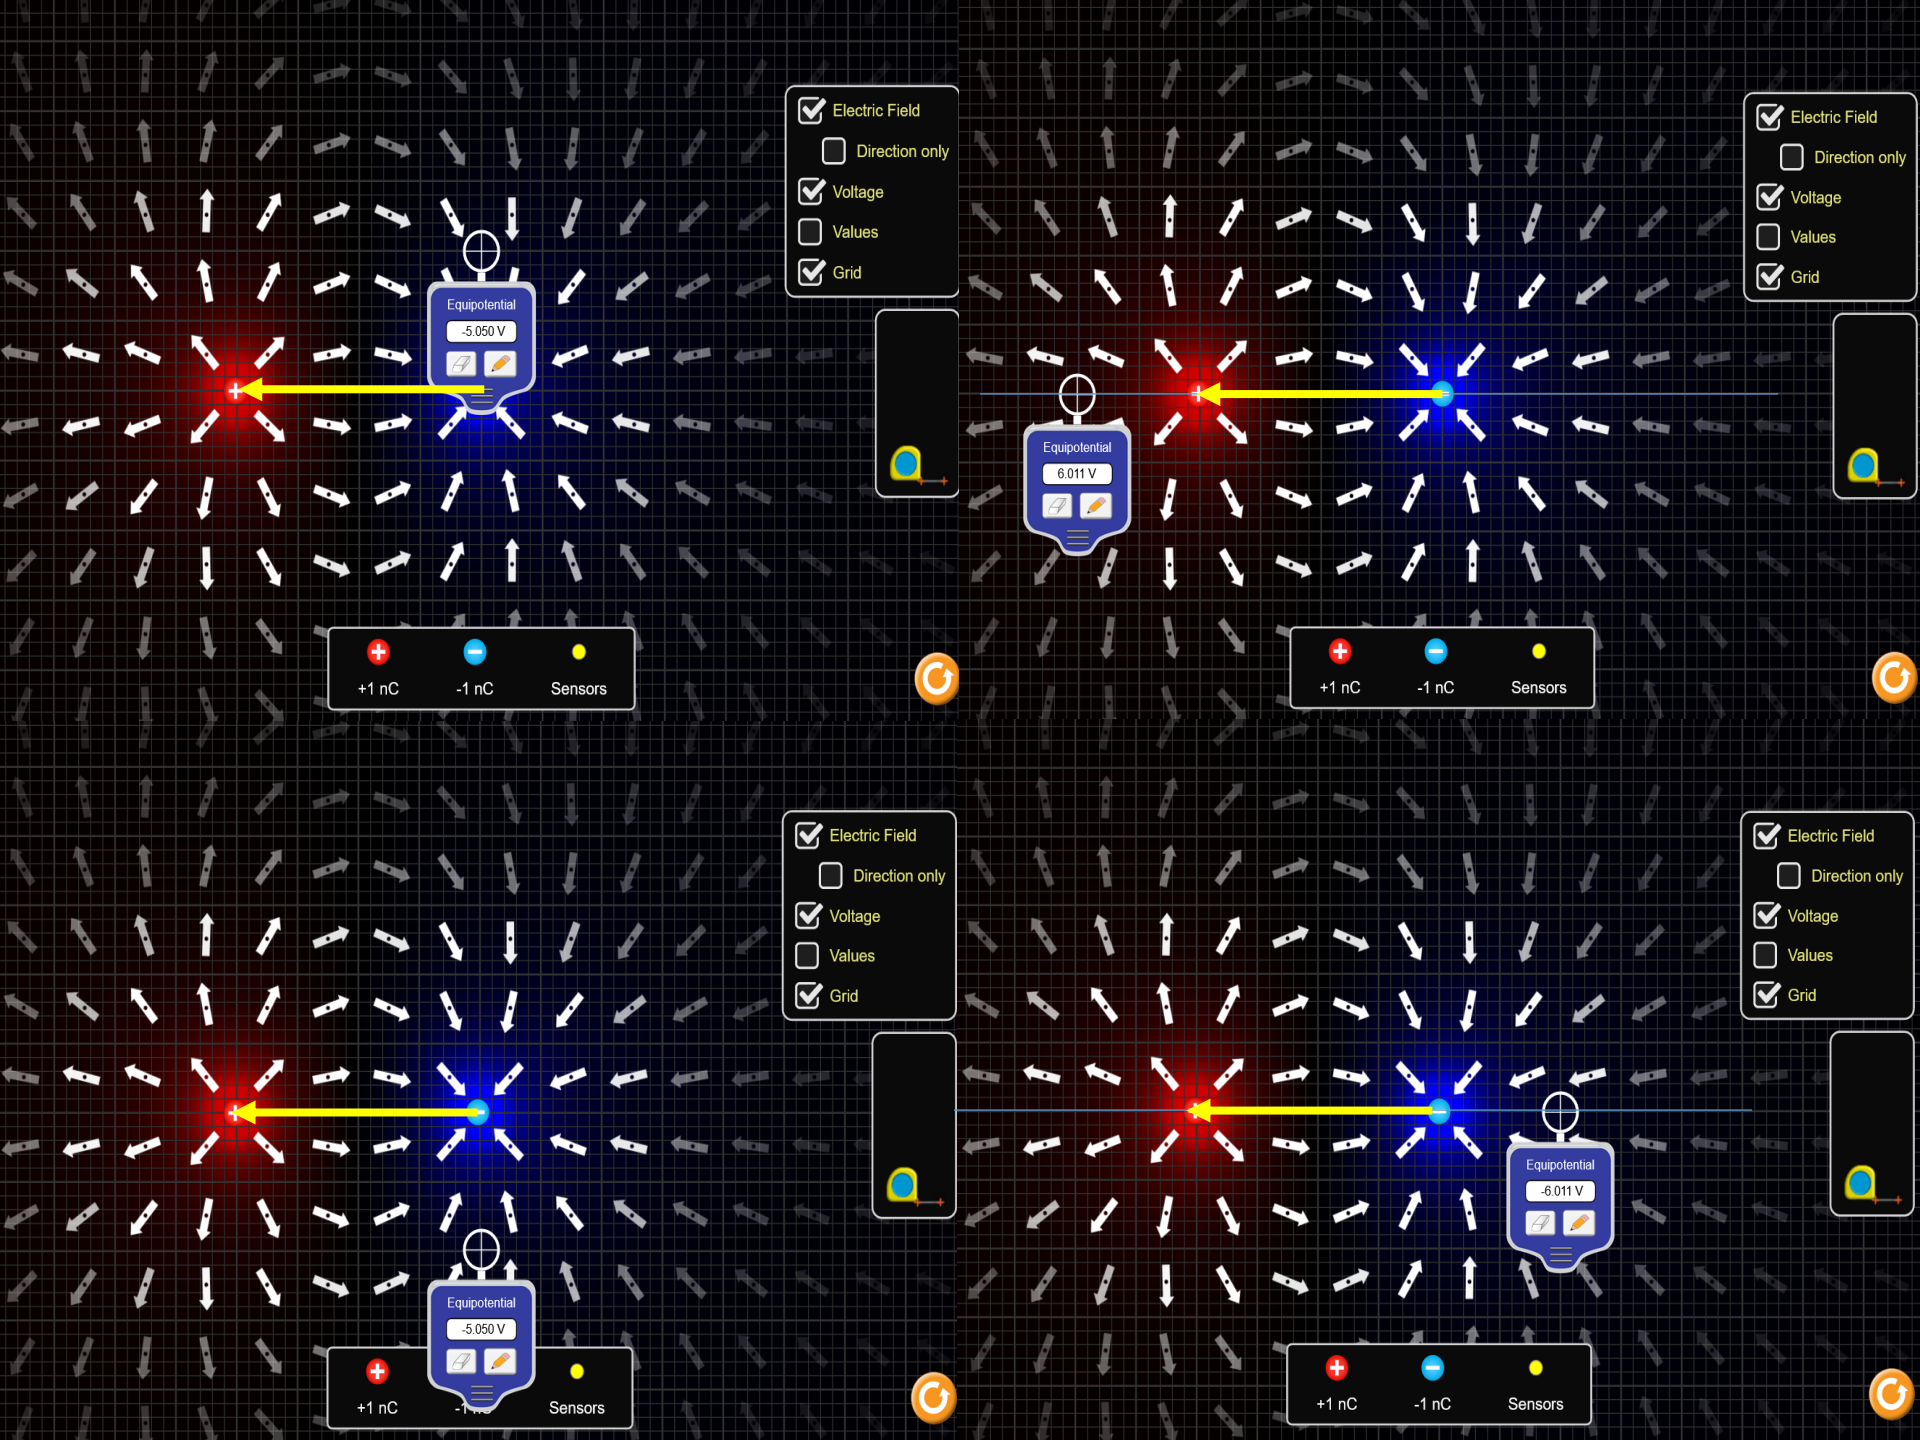 Electric Field
Direction only
Voltage
Values
Grid
Equipotential
-5.050 V
+1 nC
-1 nC
Sensors
Electric Field
Direction only
Voltage
Values
Grid
Equipotential
6.011 V
+1 nC
-1 nC
Sensors
Electric Field
Direction only
Voltage
Values
Grid
Equipotential
-5.050 V
+1 nC
Sensors
Electric Field
Direction only
Voltage
Values
Grid
Equipotential
-6.011 V
+1 nC
-1 nC
Sensors